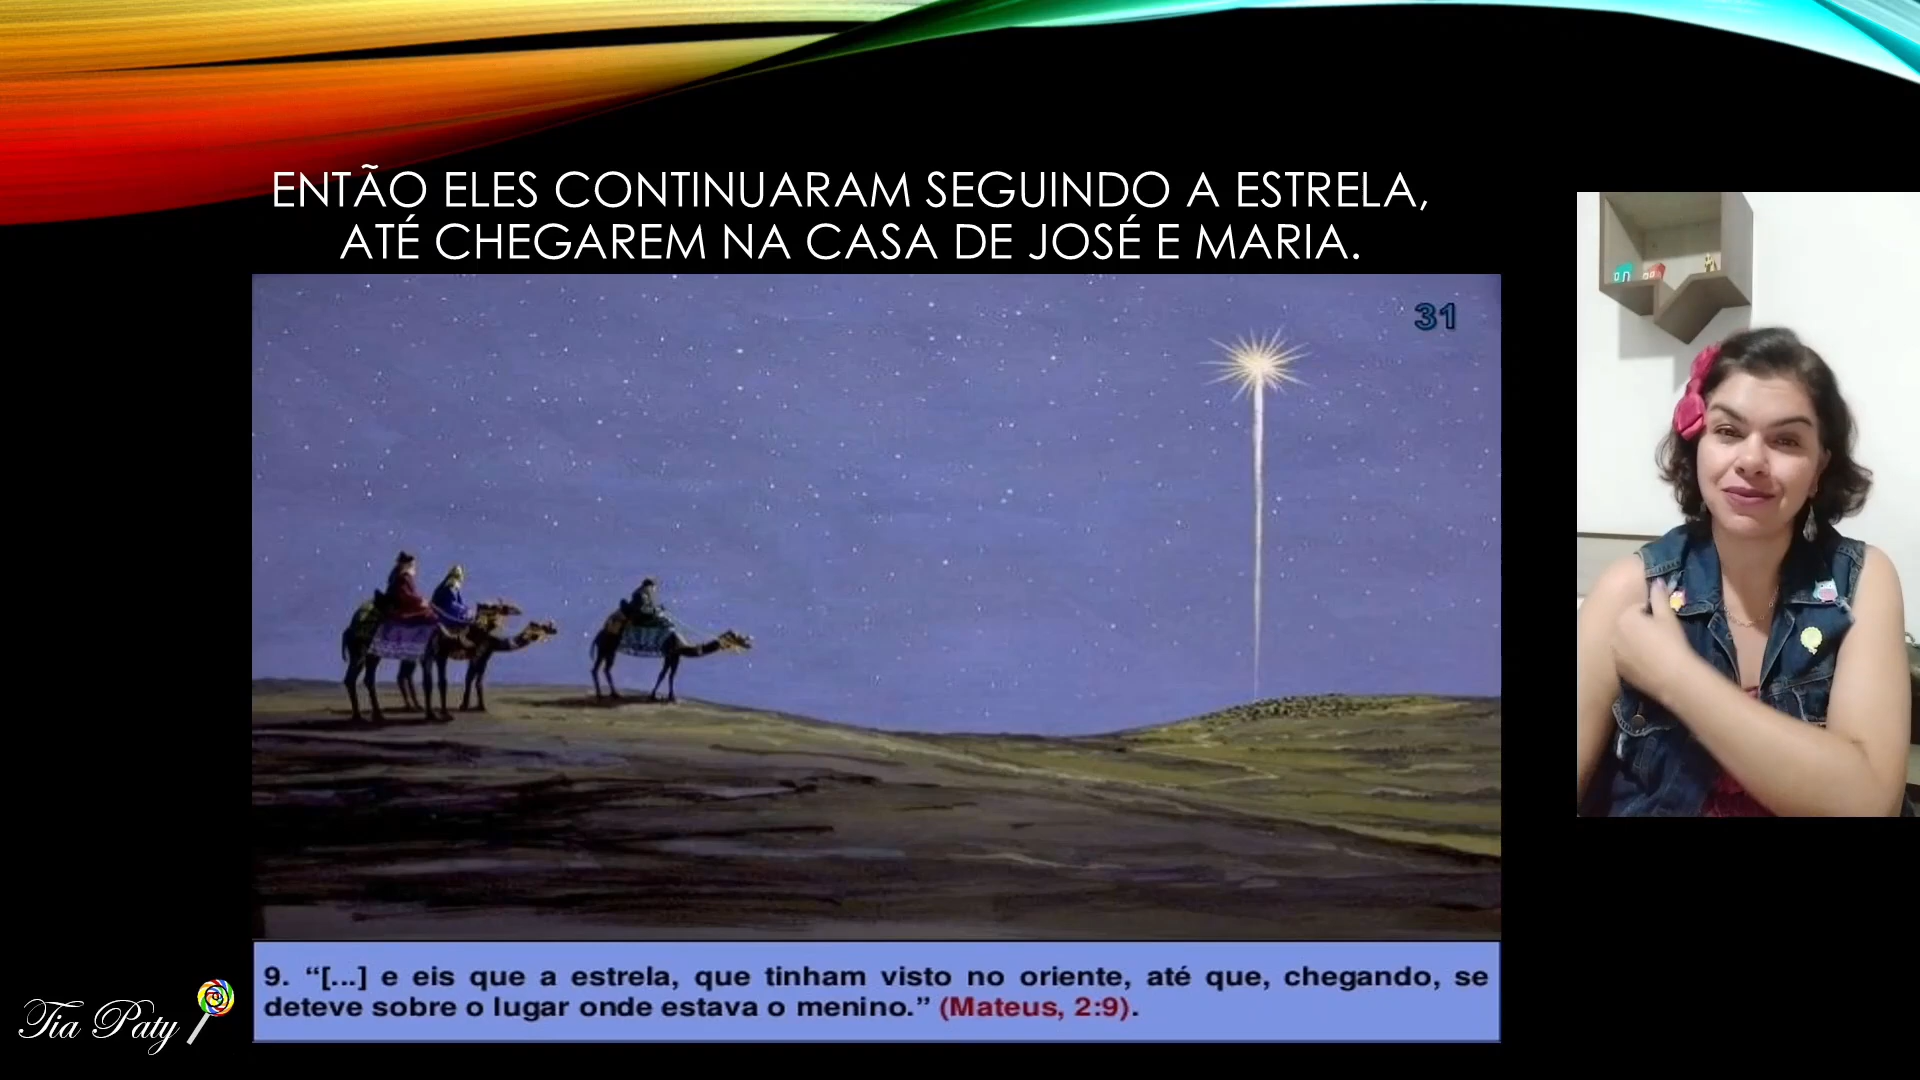 ENTÃO ELES CONTINUARAM SEGUINDO A ESTRELA,
ATÉ CHEGAREM NA CASA DE JOSÉ E MARIA.
31
9. “[...] e eis que a estrela, que tinham visto no oriente, até que, chegando, se
deteve sobre o lugar onde estava o menino.” (Mateus, 2:9).
Tia Paty